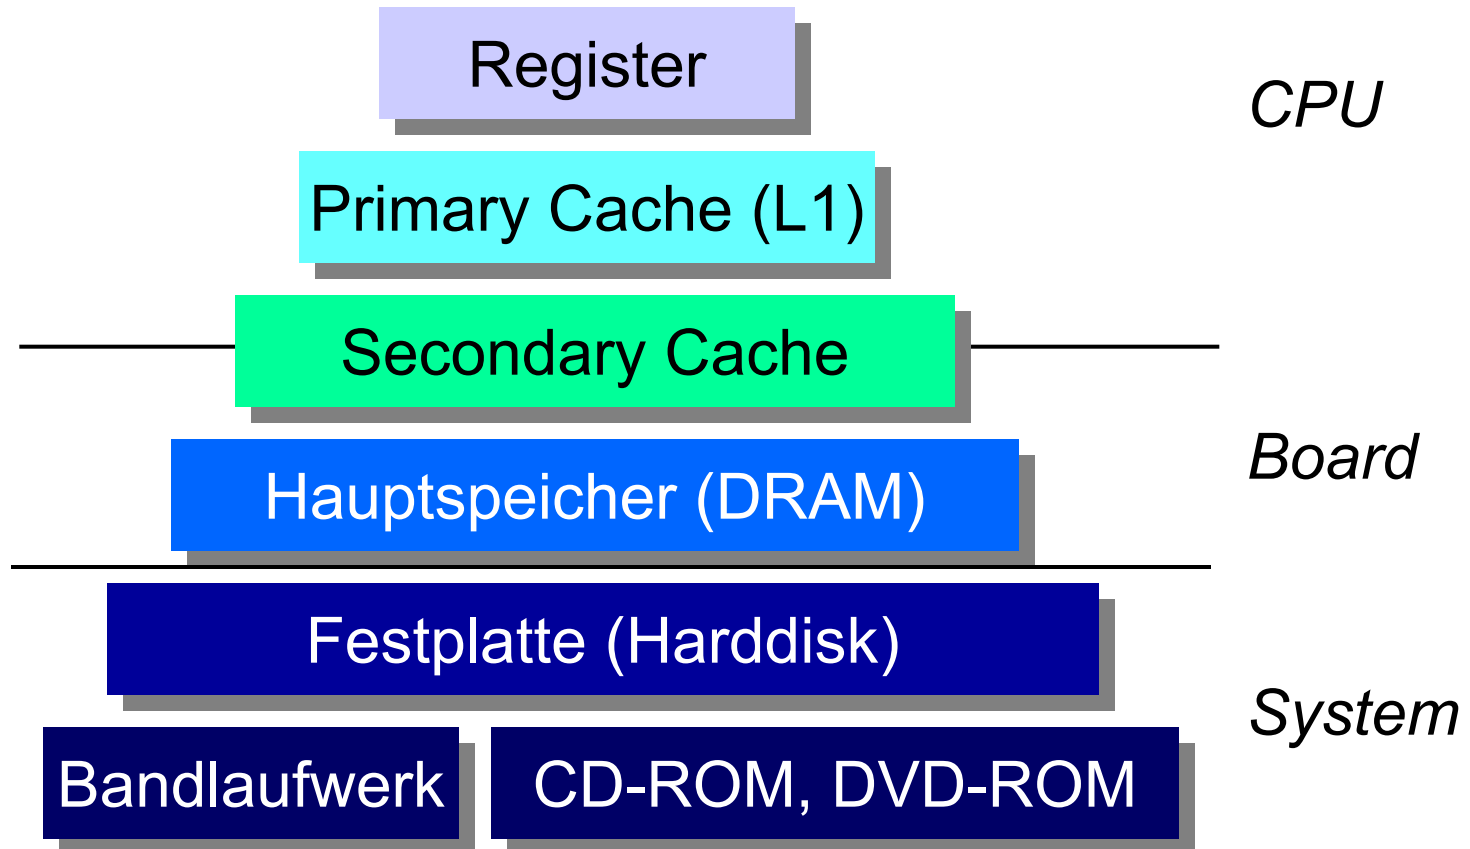 Register
CPU
Primary Cache (L1)
Secondary Cache
Board
Hauptspeicher (DRAM)
Festplatte (Harddisk)
System
Bandlaufwerk
CD-ROM, DVD-ROM